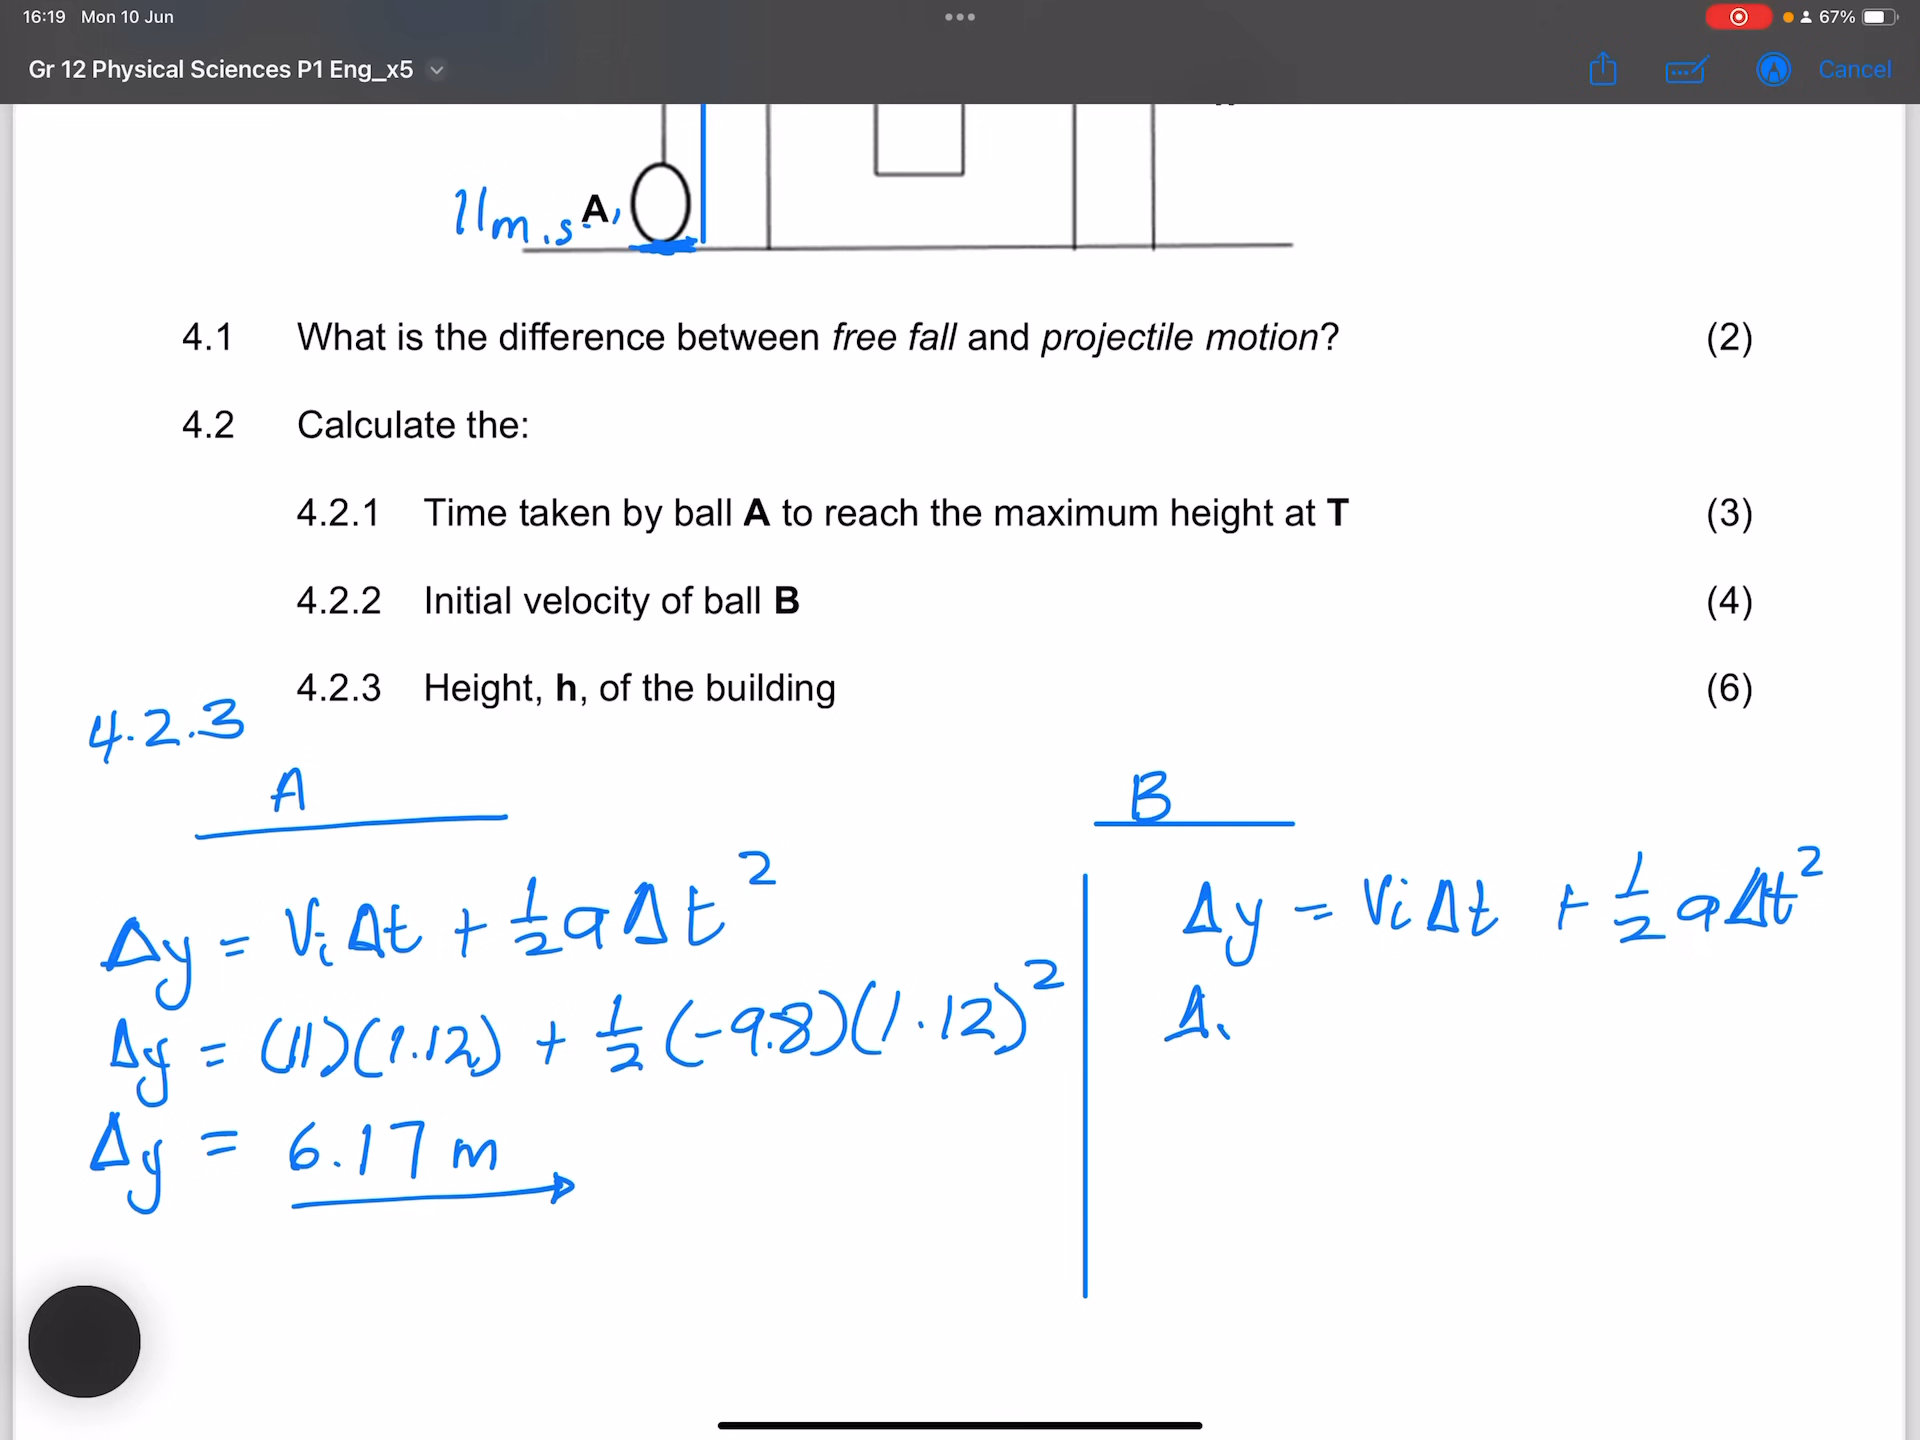 16:19 Mon 10 Jun
67%
Gr 12 Physical Sciences P1 Eng_x5
Cancel
11m.s-1
A
4.1 What is the difference between free fall and projectile motion? (2)
4.2 Calculate the:
4.2.1 Time taken by ball A to reach the maximum height at T (3)
4.2.2 Initial velocity of ball B (4)
4.2.3 Height, h, of the building (6)
4.2.3
A
B
Δy = ViΔt + ½aΔt²
Δy = ViΔt + ½aΔt²
Δy = (11)(1.12) + ½(-9.8)(1.12)²
Δ
Δy = 6.17 m